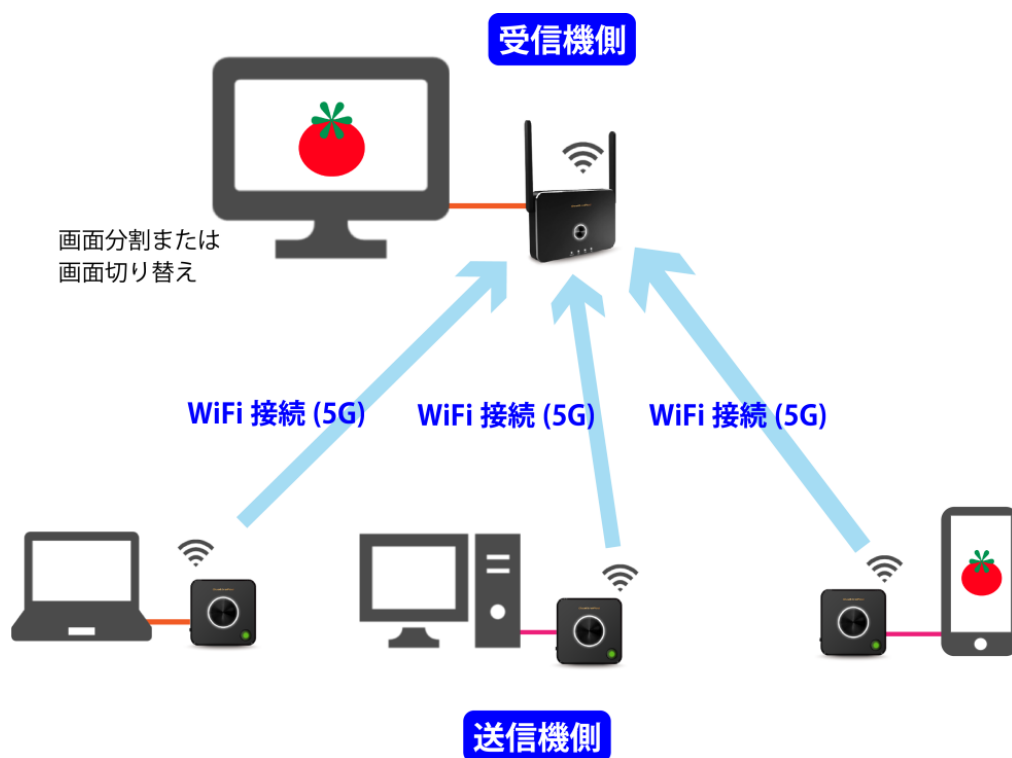 受信機側
画面分割または
画面切り替え
WiFi 接続 (5G)
WiFi 接続 (5G)
WiFi 接続 (5G)
送信機側